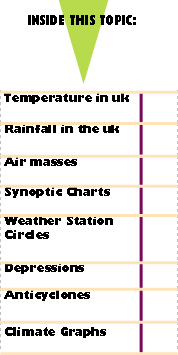 INSIDE THIS TOPIC:
Temperature in uk
Rainfall in the uk
Air masses
Synoptic Charts
Weather Station
Circles
Depressions
Anticyclones
Climate Graphs